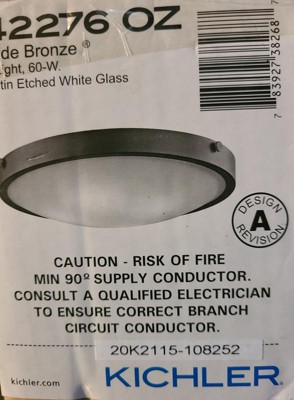 42276 OZ
de Bronze ®
ght, 60-W.
tin Etched White Glass
7 83927 38268 7
DESIGN
A
REVISION
CAUTION - RISK OF FIRE
MIN 90º SUPPLY CONDUCTOR.
CONSULT A QUALIFIED ELECTRICIAN
TO ENSURE CORRECT BRANCH
CIRCUIT CONDUCTOR.
20K2115-108252
kichler.com
KICHLER®